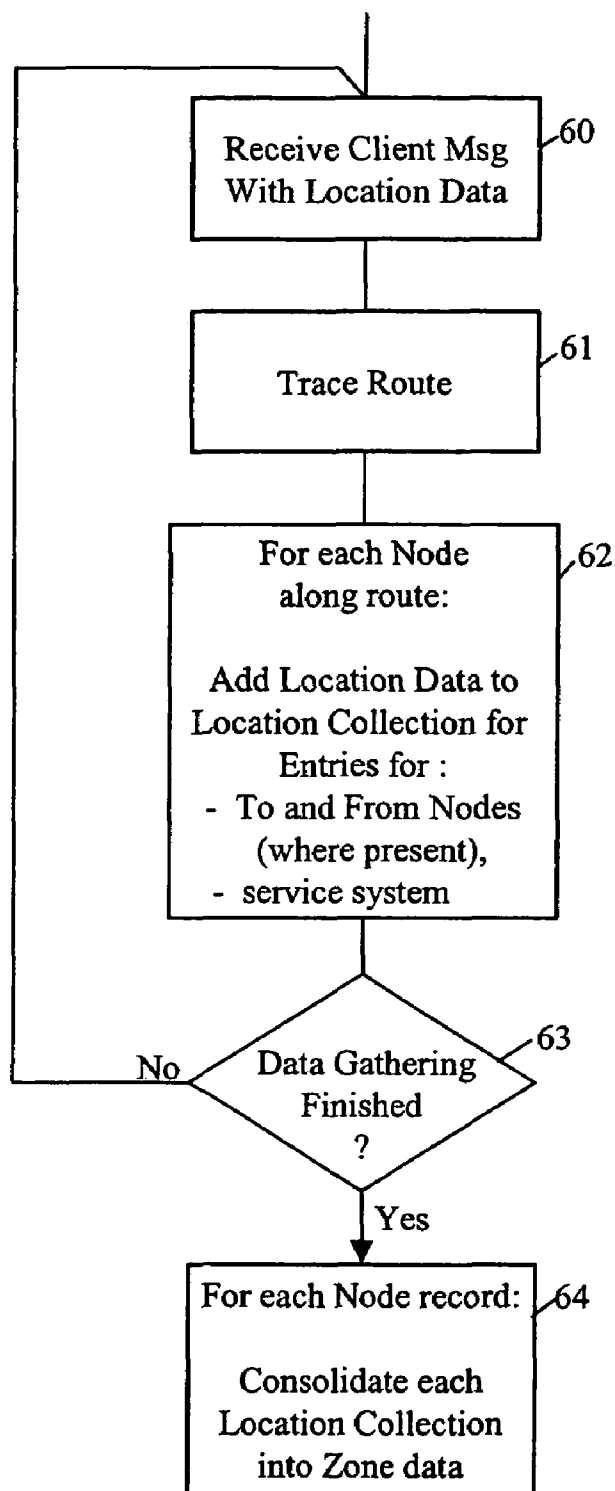 Receive Client Msg
With Location Data
60
Trace Route
61
For each Node
along route:
62
Add Location Data to
Location Collection for
Entries for :
- To and From Nodes
(where present),
- service system
No
Data Gathering
Finished
?
63
Yes
For each Node record:
64
Consolidate each
Location Collection
into Zone data